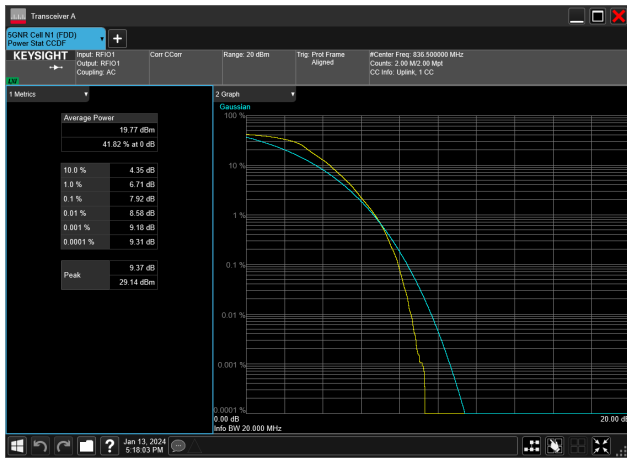 Transceiver A
5GNR Cell N1 (FDD)
Power Stat CCDF
+
KEYSIGHT
LXI
Input: RFIO1
Output: RFIO1
Coupling: AC
Corr CCorr
Range: 20 dBm
Trig: Prot Frame
Aligned
#Center Freq: 836.500000 MHz
Counts: 2.00 M/2.00 Mpt
CC Info: Uplink, 1 CC
1 Metrics
Average Power
19.77 dBm
41.82 % at 0 dB
10.0 % 4.35 dB
1.0 % 6.71 dB
0.1 % 7.92 dB
0.01 % 8.58 dB
0.001 % 9.18 dB
0.0001 % 9.31 dB
Peak 9.37 dB
29.14 dBm
2 Graph
Gaussian
100 %
10 %
1 %
0.1 %
0.01 %
0.001 %
0.0001 %
0.00 dB 20.00 dB
Info BW 20.000 MHz
? Jan 13, 2024
5:18:03 PM